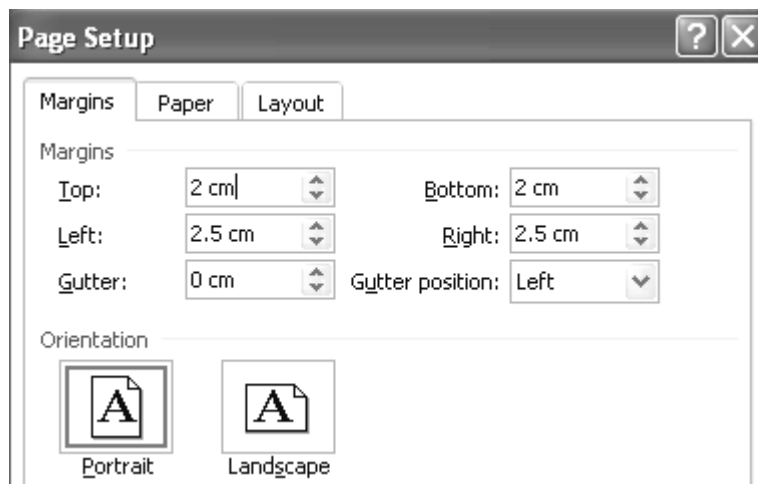 Page Setup
Margins Paper Layout
Margins
Top: 2 cm Bottom: 2 cm
Left: 2.5 cm Right: 2.5 cm
Gutter: 0 cm Gutter position: Left
Orientation
A A
Portrait Landscape